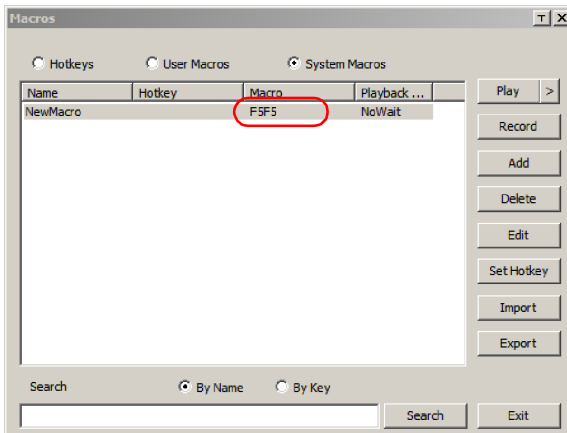 Macros T X
Hotkeys User Macros System Macros
Name Hotkey Macro Playback ...
NewMacro F5F5 NoWait
Play >
Record
Add
Delete
Edit
Set Hotkey
Import
Export
Search By Name By Key
Search Exit